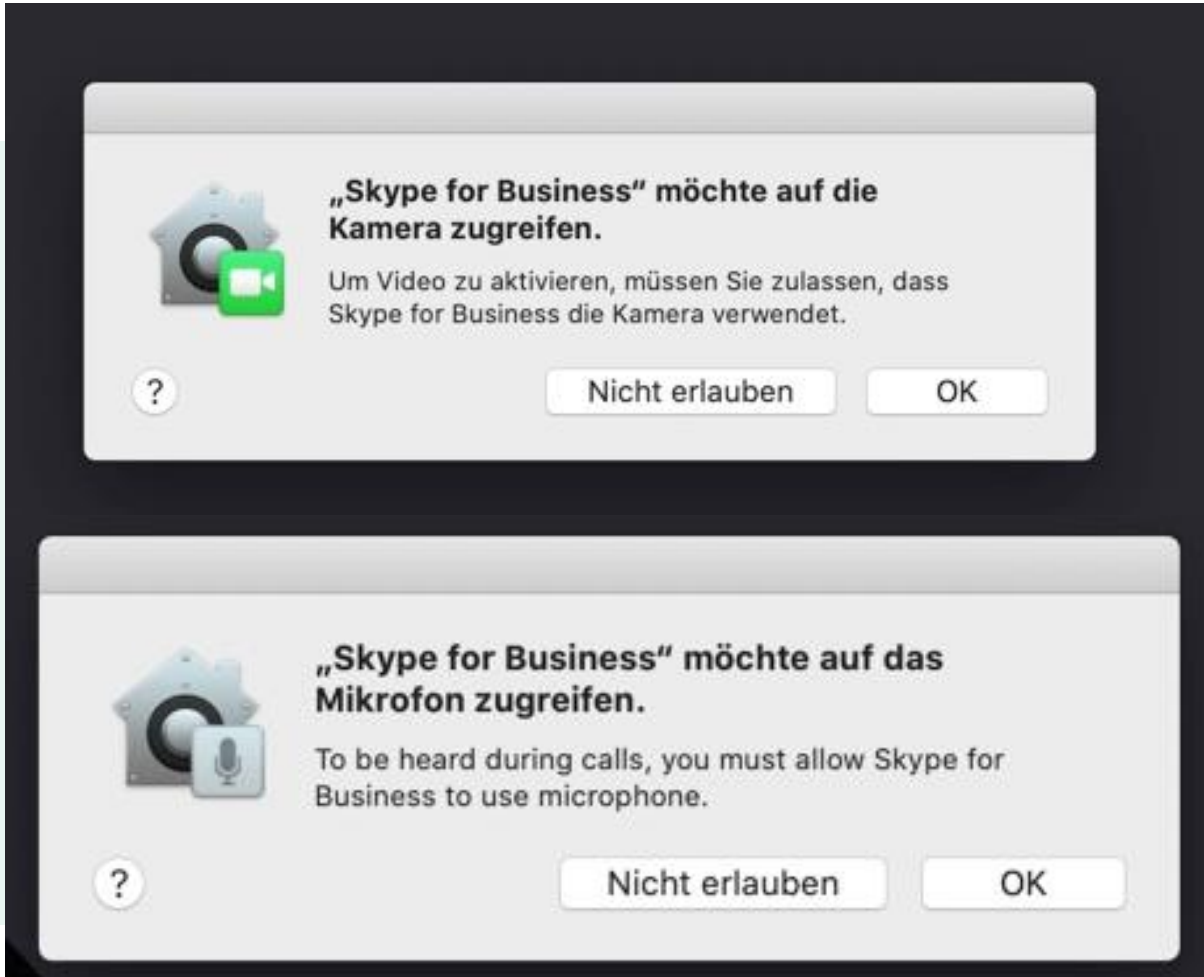 „Skype for Business“ möchte auf die
Kamera zugreifen.
Um Video zu aktivieren, müssen Sie zulassen, dass
Skype for Business die Kamera verwendet.
?
Nicht erlauben
OK
„Skype for Business“ möchte auf das
Mikrofon zugreifen.
To be heard during calls, you must allow Skype for
Business to use microphone.
?
Nicht erlauben
OK